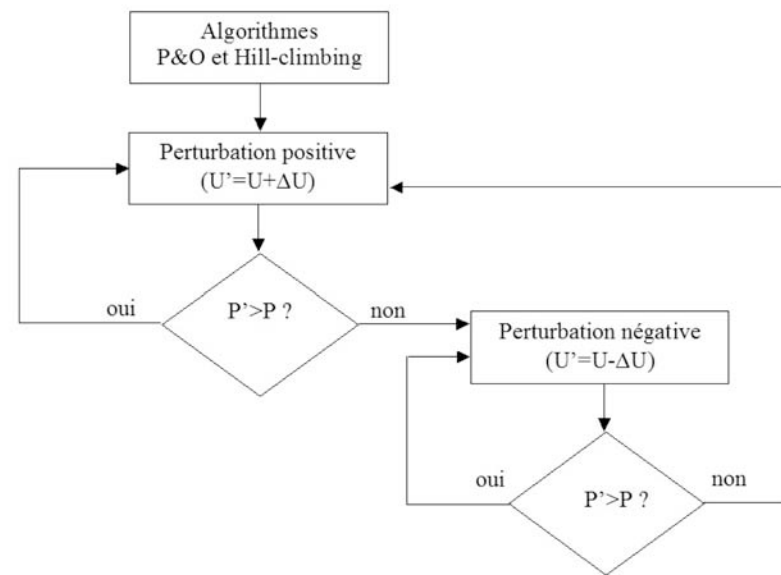 Algorithmes
P&O et Hill-climbing
Perturbation positive
(U’=U+ΔU)
oui
P’>P ?
non
Perturbation négative
(U’=U-ΔU)
oui
P’>P ?
non